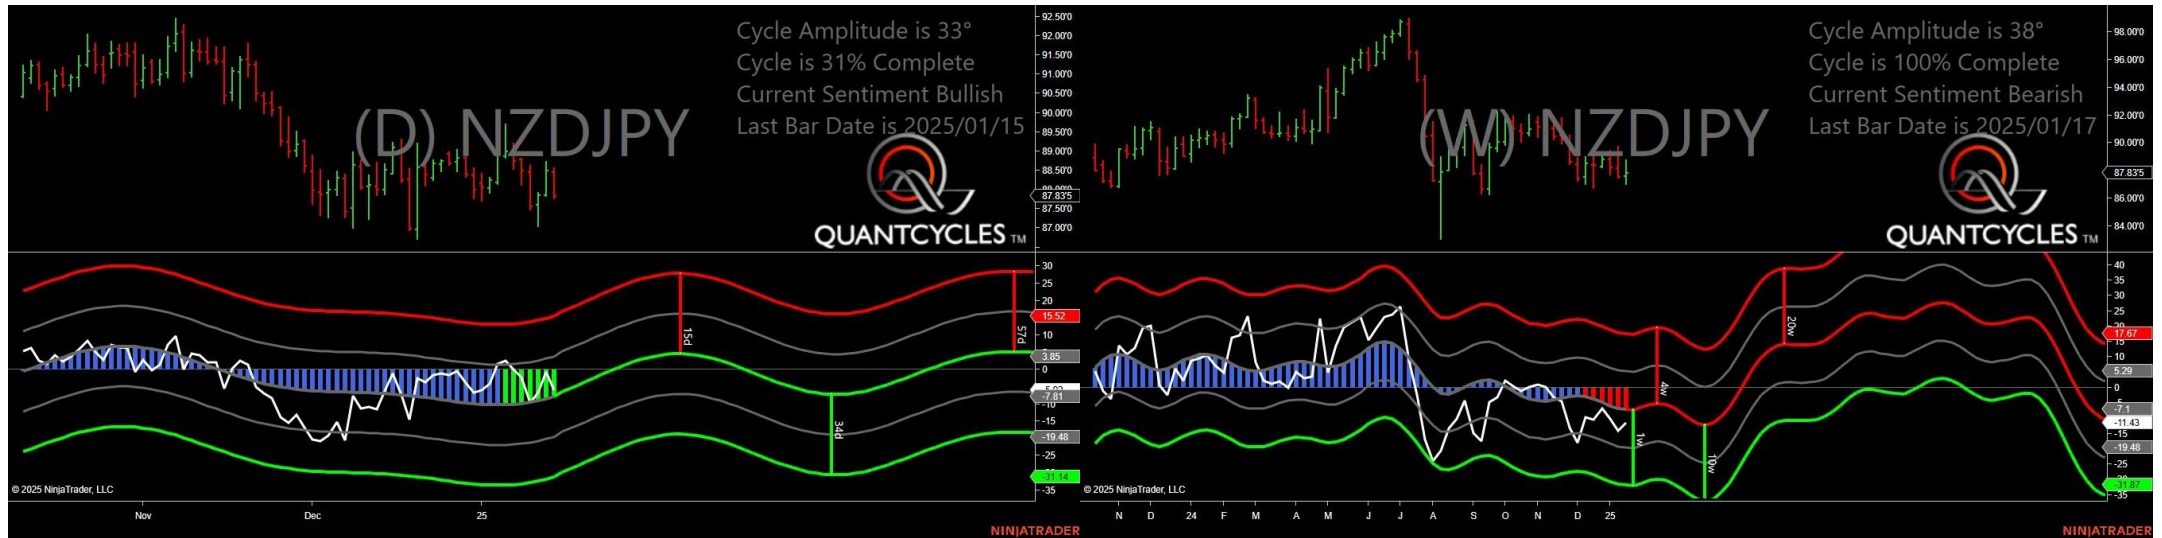 Cycle Amplitude is 33°
Cycle is 31% Complete
Current Sentiment Bullish
Last Bar Date is 2025/01/15
(D) NZDJPY
QUANTCYCLES TM
92.50'0
92.00'0
91.50'0
91.00'0
90.50'0
90.00'0
89.50'0
89.00'0
88.50'0
88.00'0
87.83'5
87.50'0
87.00'0
30
25
20
15.52
10
3.85
0
-7.81
-10
-15
-19.48
-25
-31.14
-35
15d
34d
57d
© 2025 NinjaTrader, LLC
Nov
Dec
25
NINJATRADER
Cycle Amplitude is 38°
Cycle is 100% Complete
Current Sentiment Bearish
Last Bar Date is 2025/01/17
(W) NZDJPY
QUANTCYCLES TM
98.00'0
96.00'0
94.00'0
92.00'0
90.00'0
87.83'5
86.00'0
84.00'0
40
35
30
25
17.67
15
10
5.29
0
-7.1
-11.43
-15
-19.48
-25
-31.87
-35
1w
4w
10w
20w
© 2025 NinjaTrader, LLC
N
D
24
F
M
A
M
J
J
A
S
O
N
D
25
NINJATRADER